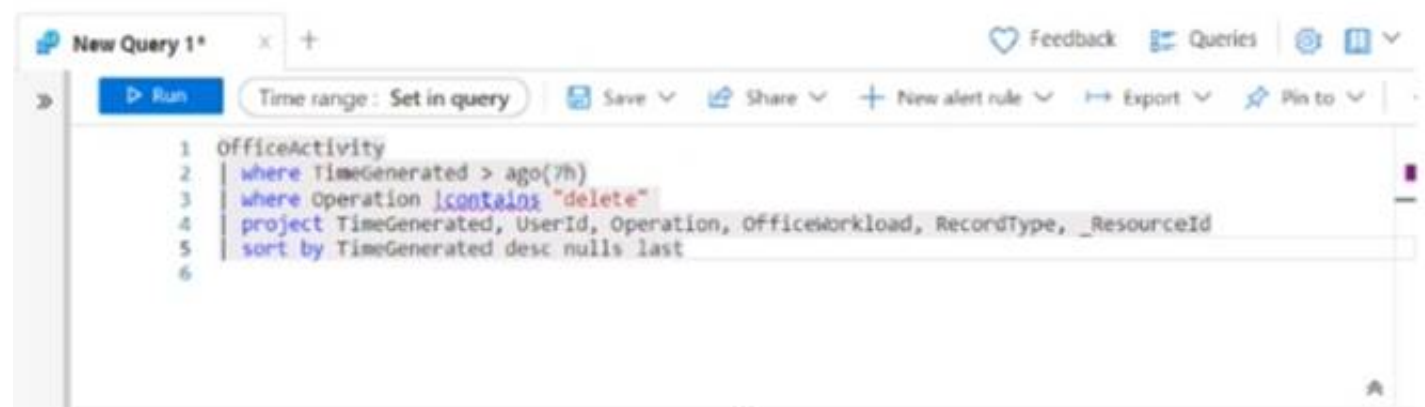 New Query 1* × + Feedback Queries
Run Time range : Set in query Save Share New alert rule Export Pin to
1 OfficeActivity
2 | where TimeGenerated > ago(7h)
3 | where Operation !contains "delete"
4 | project TimeGenerated, UserId, Operation, OfficeWorkload, RecordType, _ResourceId
5 | sort by TimeGenerated desc nulls last
6